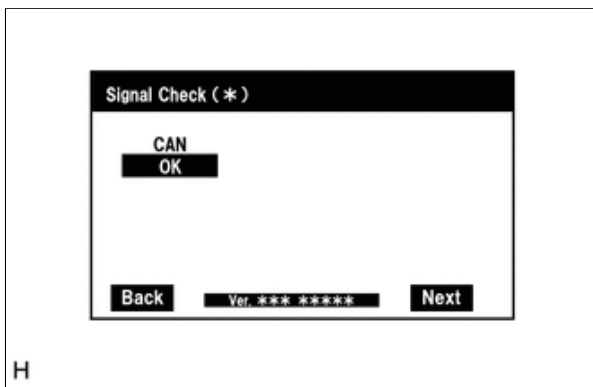 Signal Check (＊)
CAN
OK
Back Ver. *** ***** Next
H